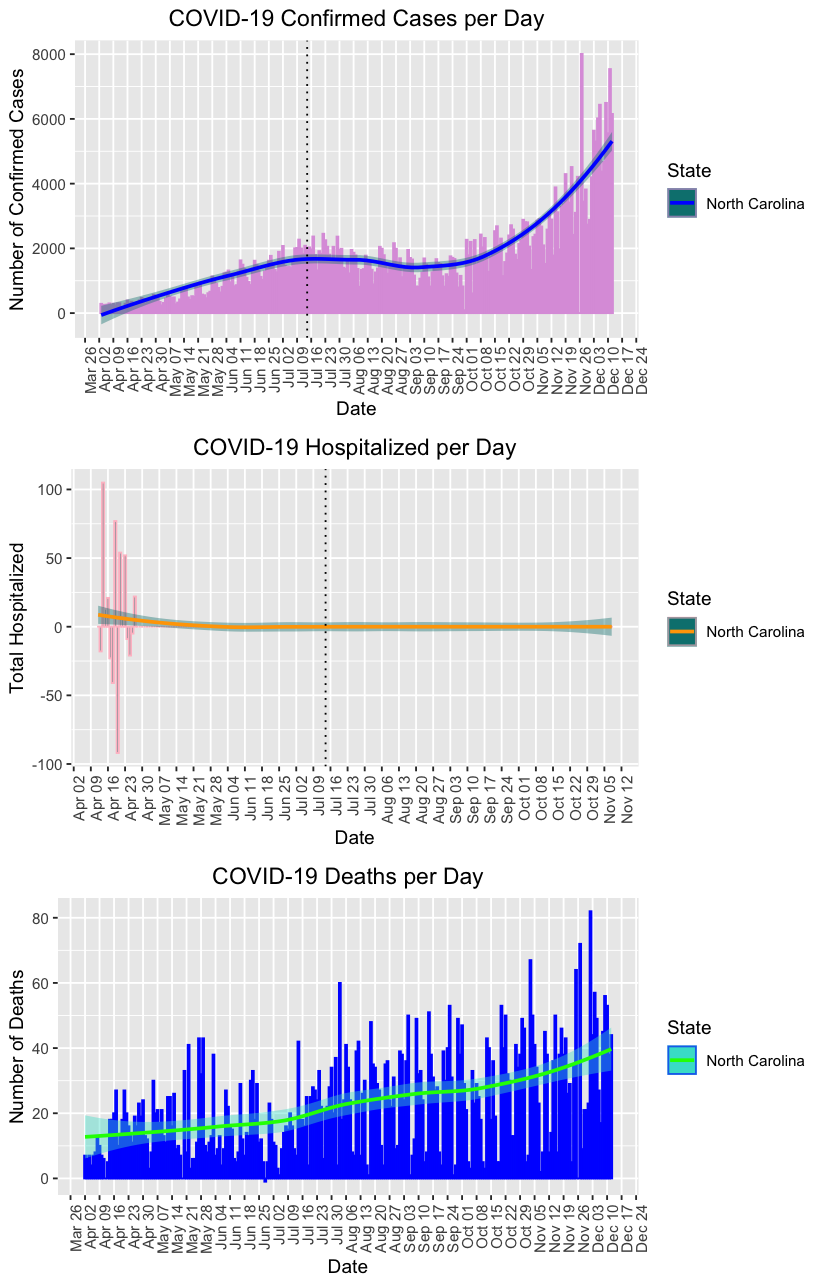 COVID-19 Confirmed Cases per Day
Number of Confirmed Cases
8000
6000
4000
2000
0
Mar 26
Apr 02
Apr 09
Apr 16
Apr 23
Apr 30
May 07
May 14
May 21
May 28
Jun 04
Jun 11
Jun 18
Jun 25
Jul 02
Jul 09
Jul 16
Jul 23
Jul 30
Aug 06
Aug 13
Aug 20
Aug 27
Sep 03
Sep 10
Sep 17
Sep 24
Oct 01
Oct 08
Oct 15
Oct 22
Oct 29
Nov 05
Nov 12
Nov 19
Nov 26
Dec 03
Dec 10
Dec 17
Dec 24
Date
State
North Carolina
COVID-19 Hospitalized per Day
Total Hospitalized
100
50
0
-50
-100
Apr 02
Apr 09
Apr 16
Apr 23
Apr 30
May 07
May 14
May 21
May 28
Jun 04
Jun 11
Jun 18
Jun 25
Jul 02
Jul 09
Jul 16
Jul 23
Jul 30
Aug 06
Aug 13
Aug 20
Aug 27
Sep 03
Sep 10
Sep 17
Sep 24
Oct 01
Oct 08
Oct 15
Oct 22
Oct 29
Nov 05
Nov 12
Date
State
North Carolina
COVID-19 Deaths per Day
Number of Deaths
80
60
40
20
0
Mar 26
Apr 02
Apr 09
Apr 16
Apr 23
Apr 30
May 07
May 14
May 21
May 28
Jun 04
Jun 11
Jun 18
Jun 25
Jul 02
Jul 09
Jul 16
Jul 23
Jul 30
Aug 06
Aug 13
Aug 20
Aug 27
Sep 03
Sep 10
Sep 17
Sep 24
Oct 01
Oct 08
Oct 15
Oct 22
Oct 29
Nov 05
Nov 12
Nov 19
Nov 26
Dec 03
Dec 10
Dec 17
Dec 24
Date
State
North Carolina